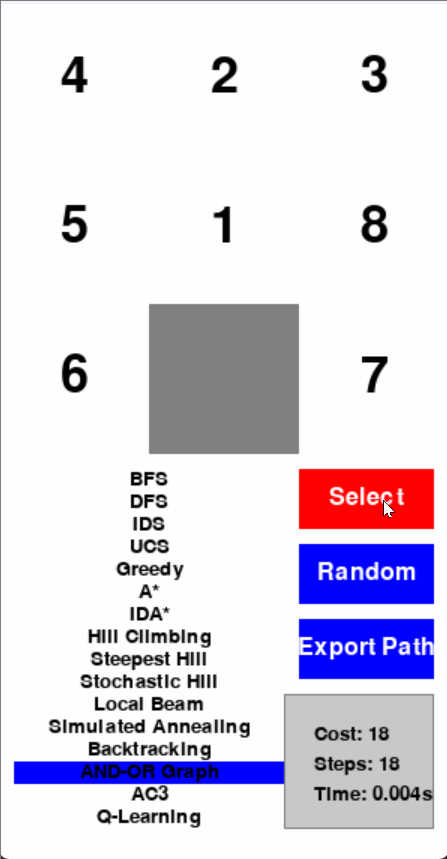 4 2 3
5 1 8
6 7
BFS
DFS
IDS
UCS
Greedy
A*
IDA*
Hill Climbing
Steepest Hill
Stochastic Hill
Local Beam
Simulated Annealing
Backtracking
AND-OR Graph
AC3
Q-Learning
Select
Random
Export Path
Cost: 18
Steps: 18
Time: 0.004s